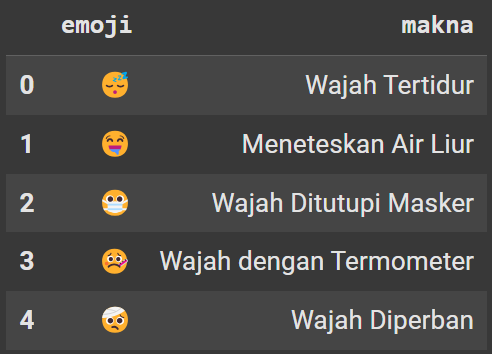 emoji makna
0 😴 Wajah Tertidur
1 🤤 Meneteskan Air Liur
2 😷 Wajah Ditutupi Masker
3 🤒 Wajah dengan Termometer
4 🤕 Wajah Diperban